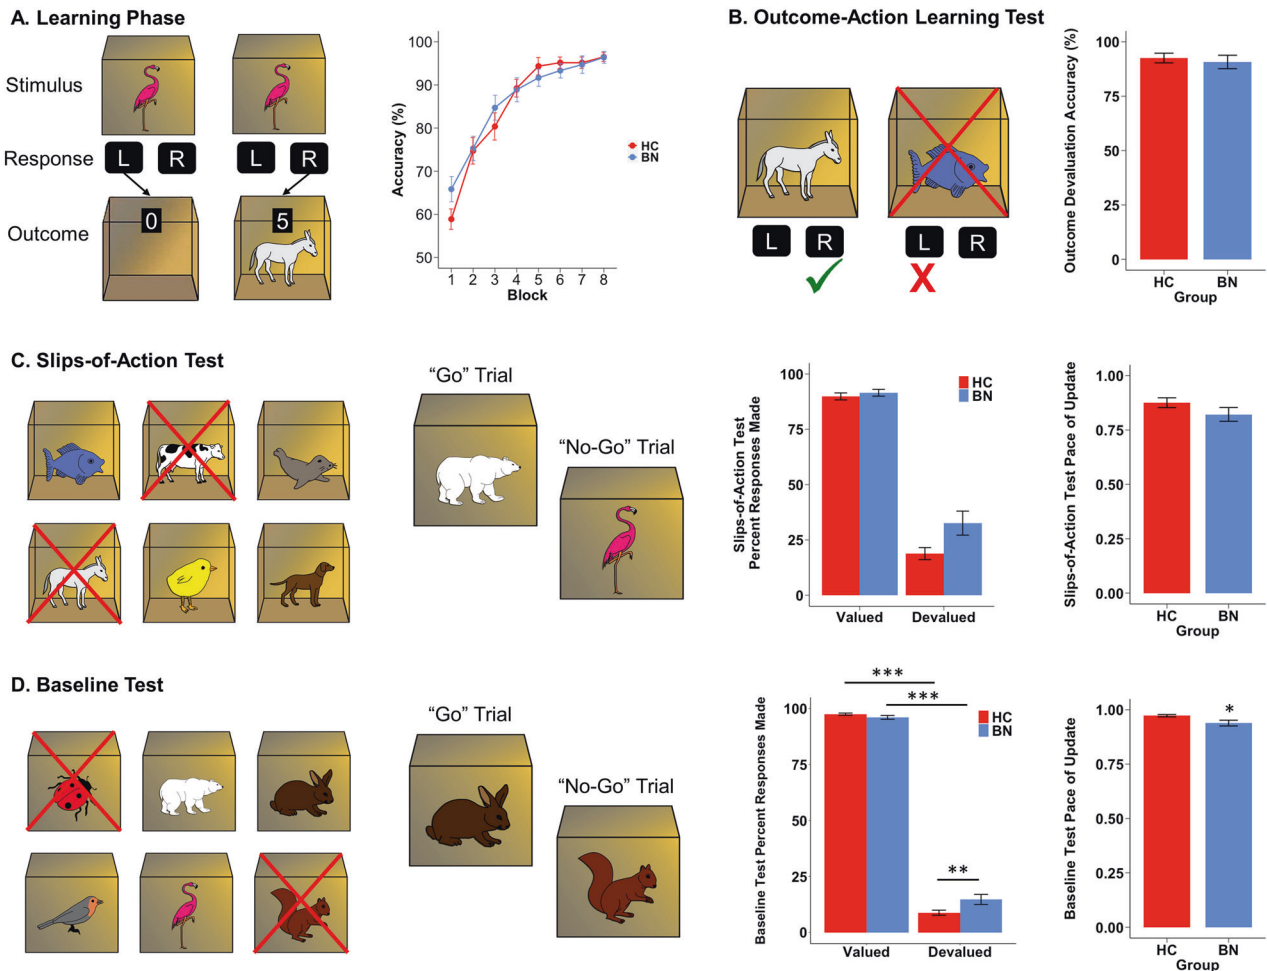 A. Learning Phase
Stimulus
Response
L R
L R
Outcome
0
5
Accuracy (%)
100
90
80
70
60
50
1 2 3 4 5 6 7 8
Block
HC
BN
B. Outcome-Action Learning Test
L R
L R
X
Outcome Devaluation Accuracy (%)
100
75
50
25
0
HC BN
Group
C. Slips-of-Action Test
“Go” Trial
“No-Go” Trial
Slips-of-Action Test
Percent Responses Made
100
75
50
25
0
Valued Devalued
HC
BN
Slips-of-Action Test Pace of Update
1.00
0.75
0.50
0.25
0.00
HC BN
Group
D. Baseline Test
“Go” Trial
“No-Go” Trial
Baseline Test Percent Responses Made
100
75
50
25
0
***
***
**
HC
BN
Valued Devalued
Baseline Test Pace of Update
1.00
0.75
0.50
0.25
0.00
*
HC BN
Group